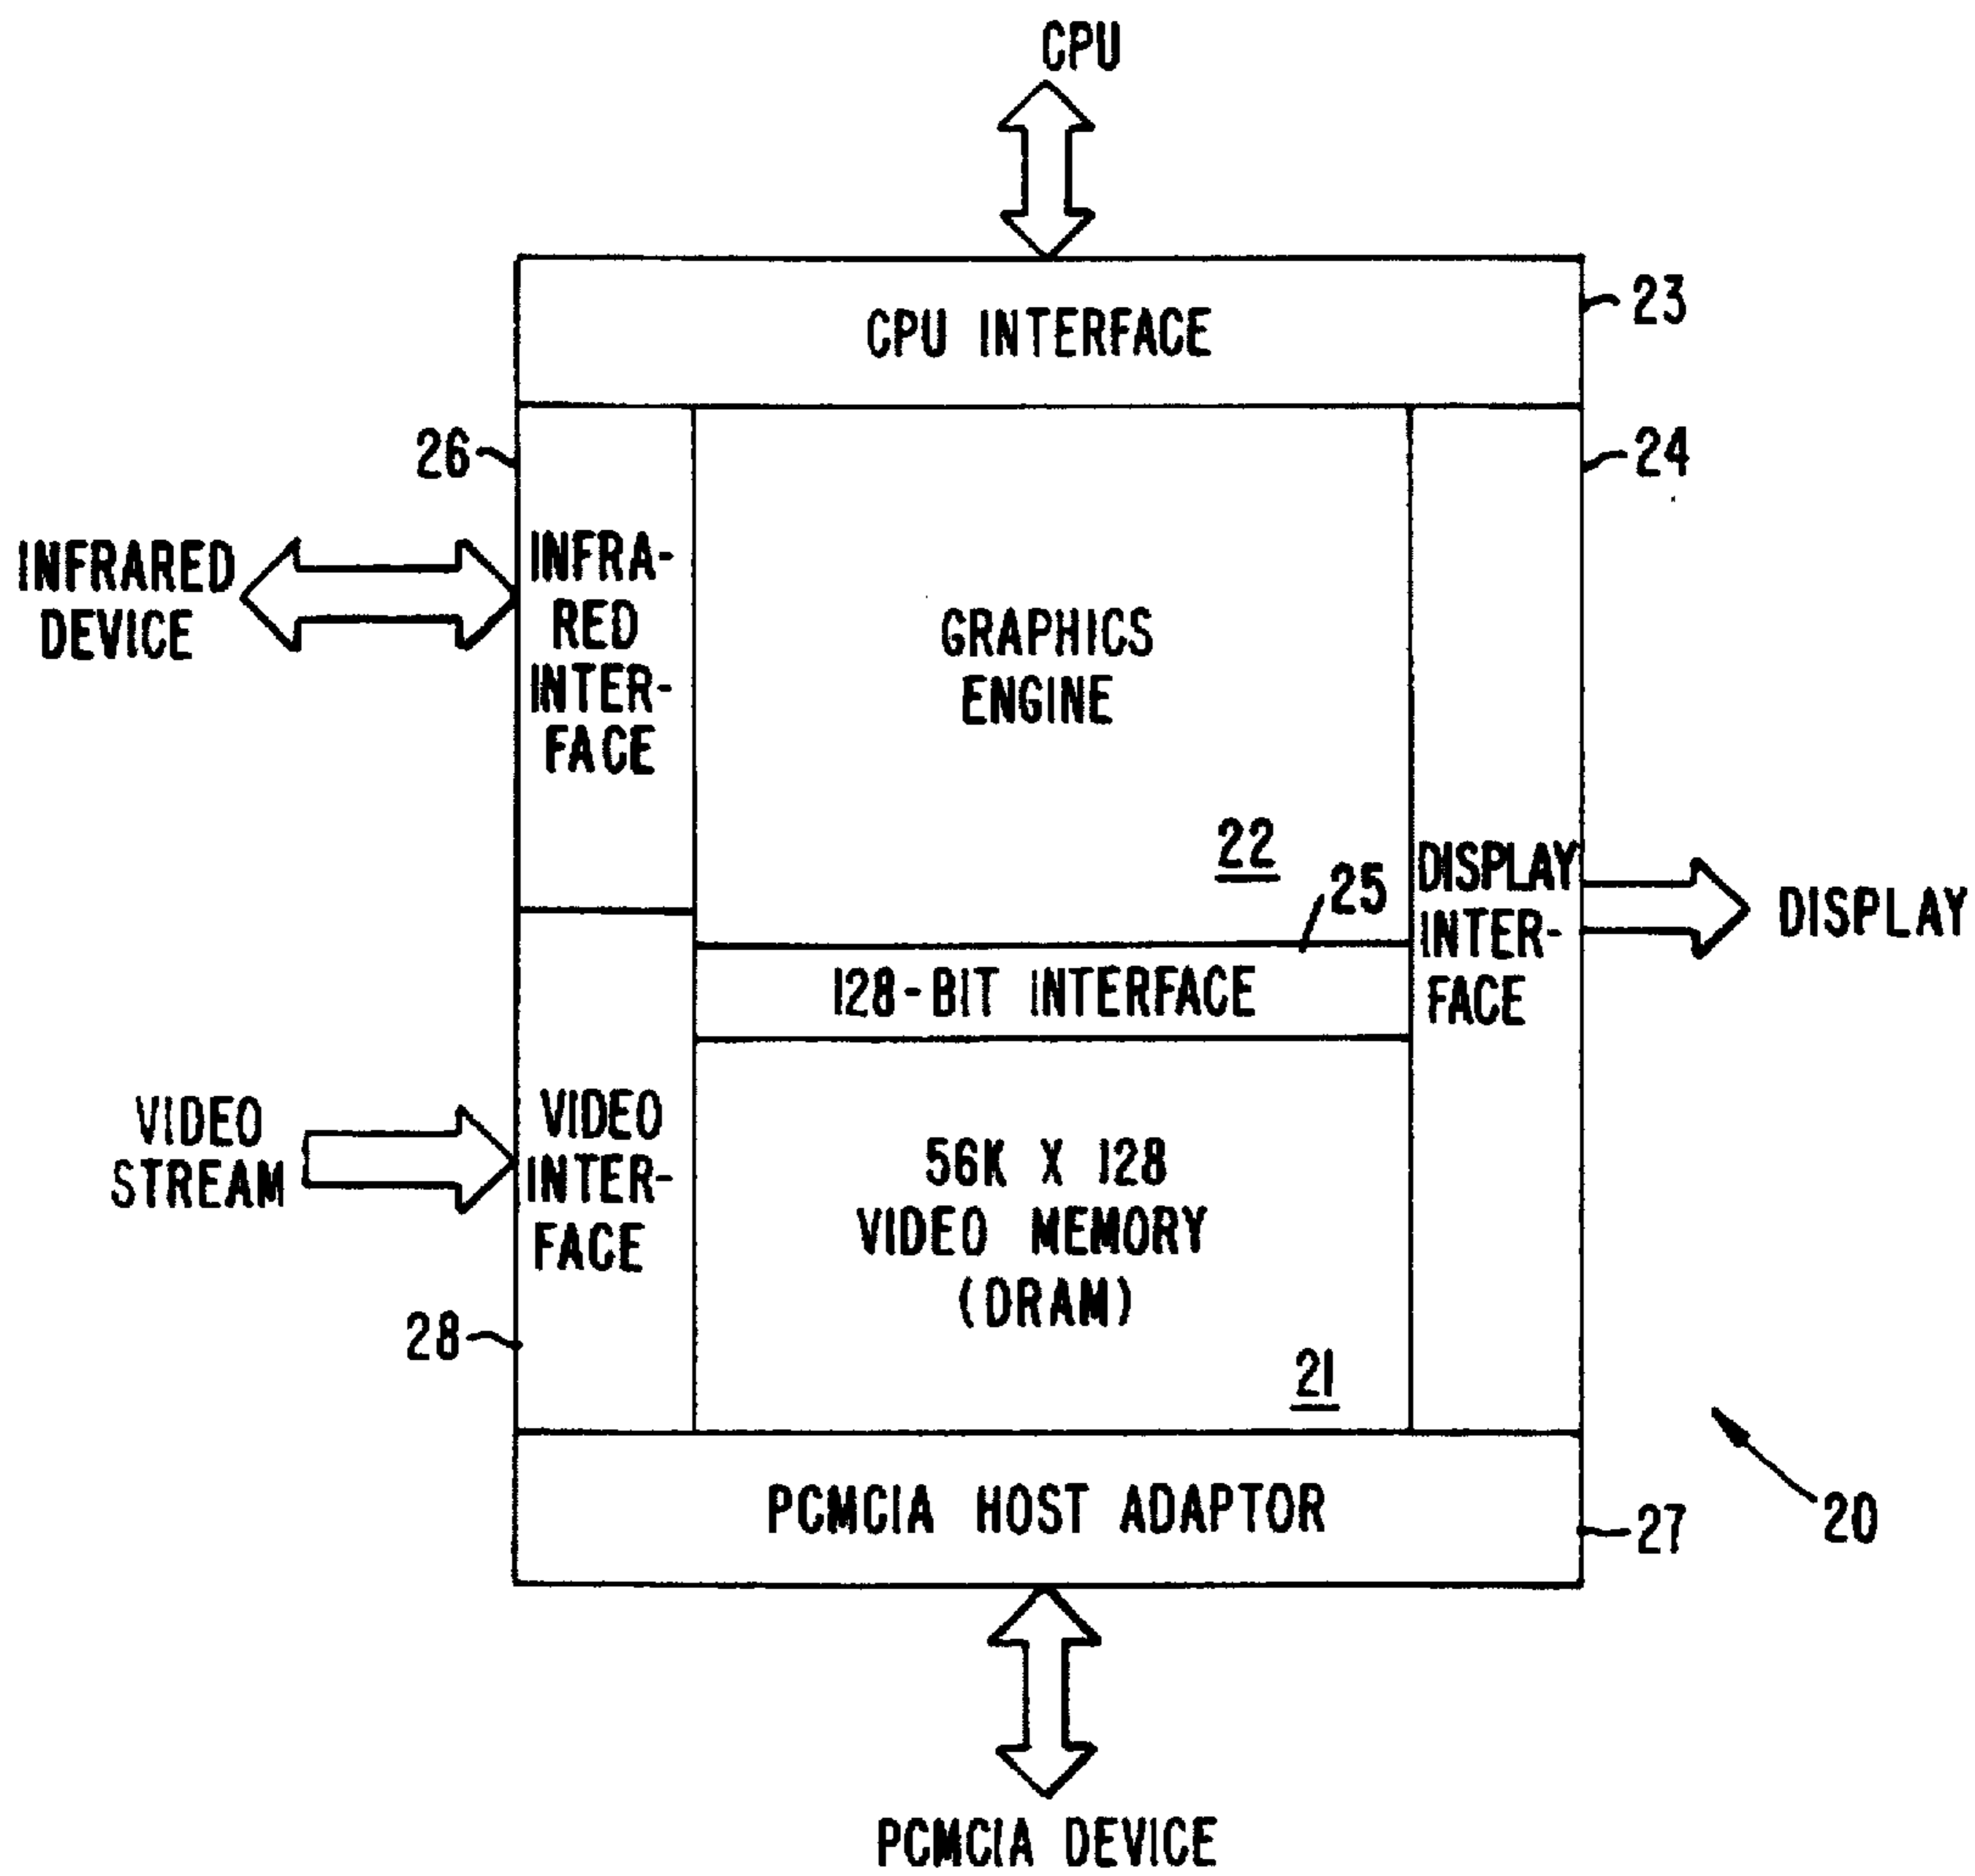 CPU
CPU INTERFACE
23
26
24
INFRARED
DEVICE
INFRA-
RED
INTER-
FACE
GRAPHICS
ENGINE
22
25
DISPLAY
INTER-
FACE
DISPLAY
128-BIT INTERFACE
VIDEO
STREAM
VIDEO
INTER-
FACE
56K X 128
VIDEO MEMORY
(DRAM)
28
21
PCMCIA HOST ADAPTOR
27
20
PCMCIA DEVICE